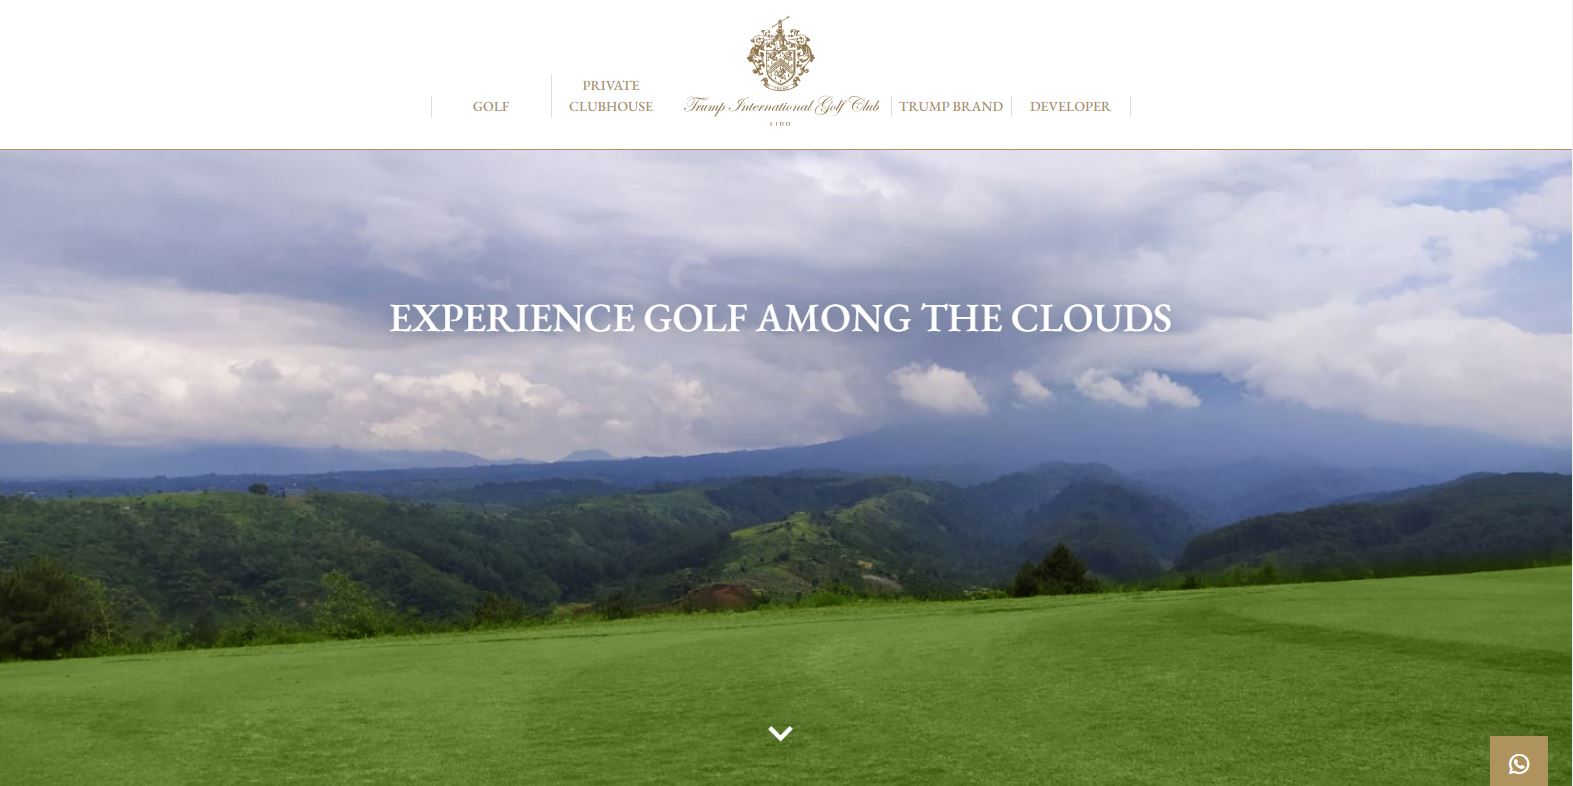 GOLF
PRIVATE
CLUBHOUSE
Trump International Golf Club
LIDO
TRUMP BRAND
DEVELOPER
EXPERIENCE GOLF AMONG THE CLOUDS